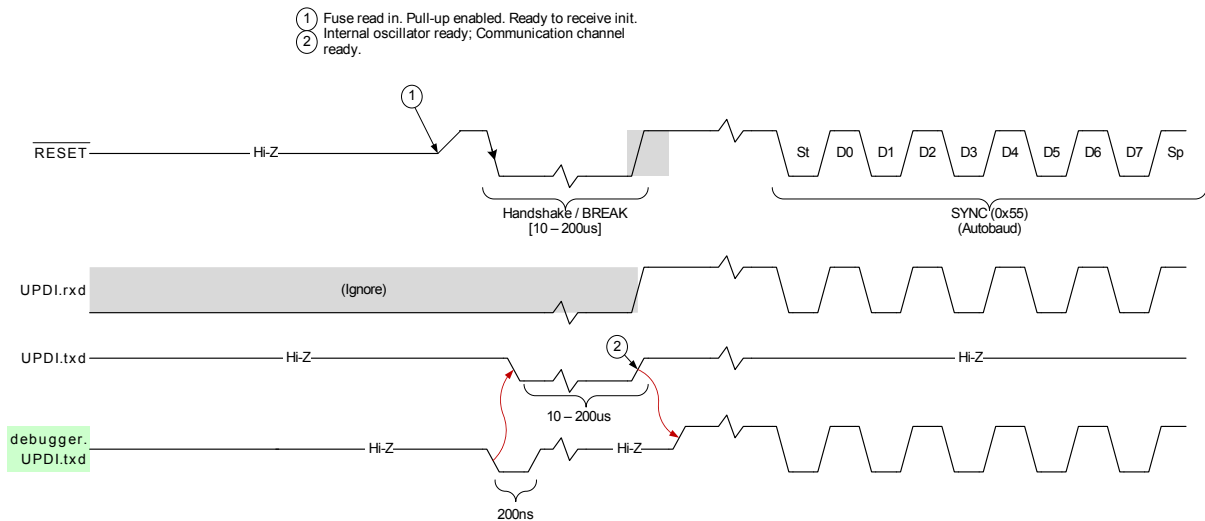 1 Fuse read in. Pull-up enabled. Ready to receive init.
2 Internal oscillator ready; Communication channel
ready.
1
RESET
Hi-Z
St D0 D1 D2 D3 D4 D5 D6 D7 Sp
Handshake / BREAK
[10 – 200us]
SYNC (0x55)
(Autobaud)
UPDI.rxd
(Ignore)
2
UPDI.txd
Hi-Z
Hi-Z
10 – 200us
debugger.
UPDI.txd
Hi-Z
Hi-Z
200ns